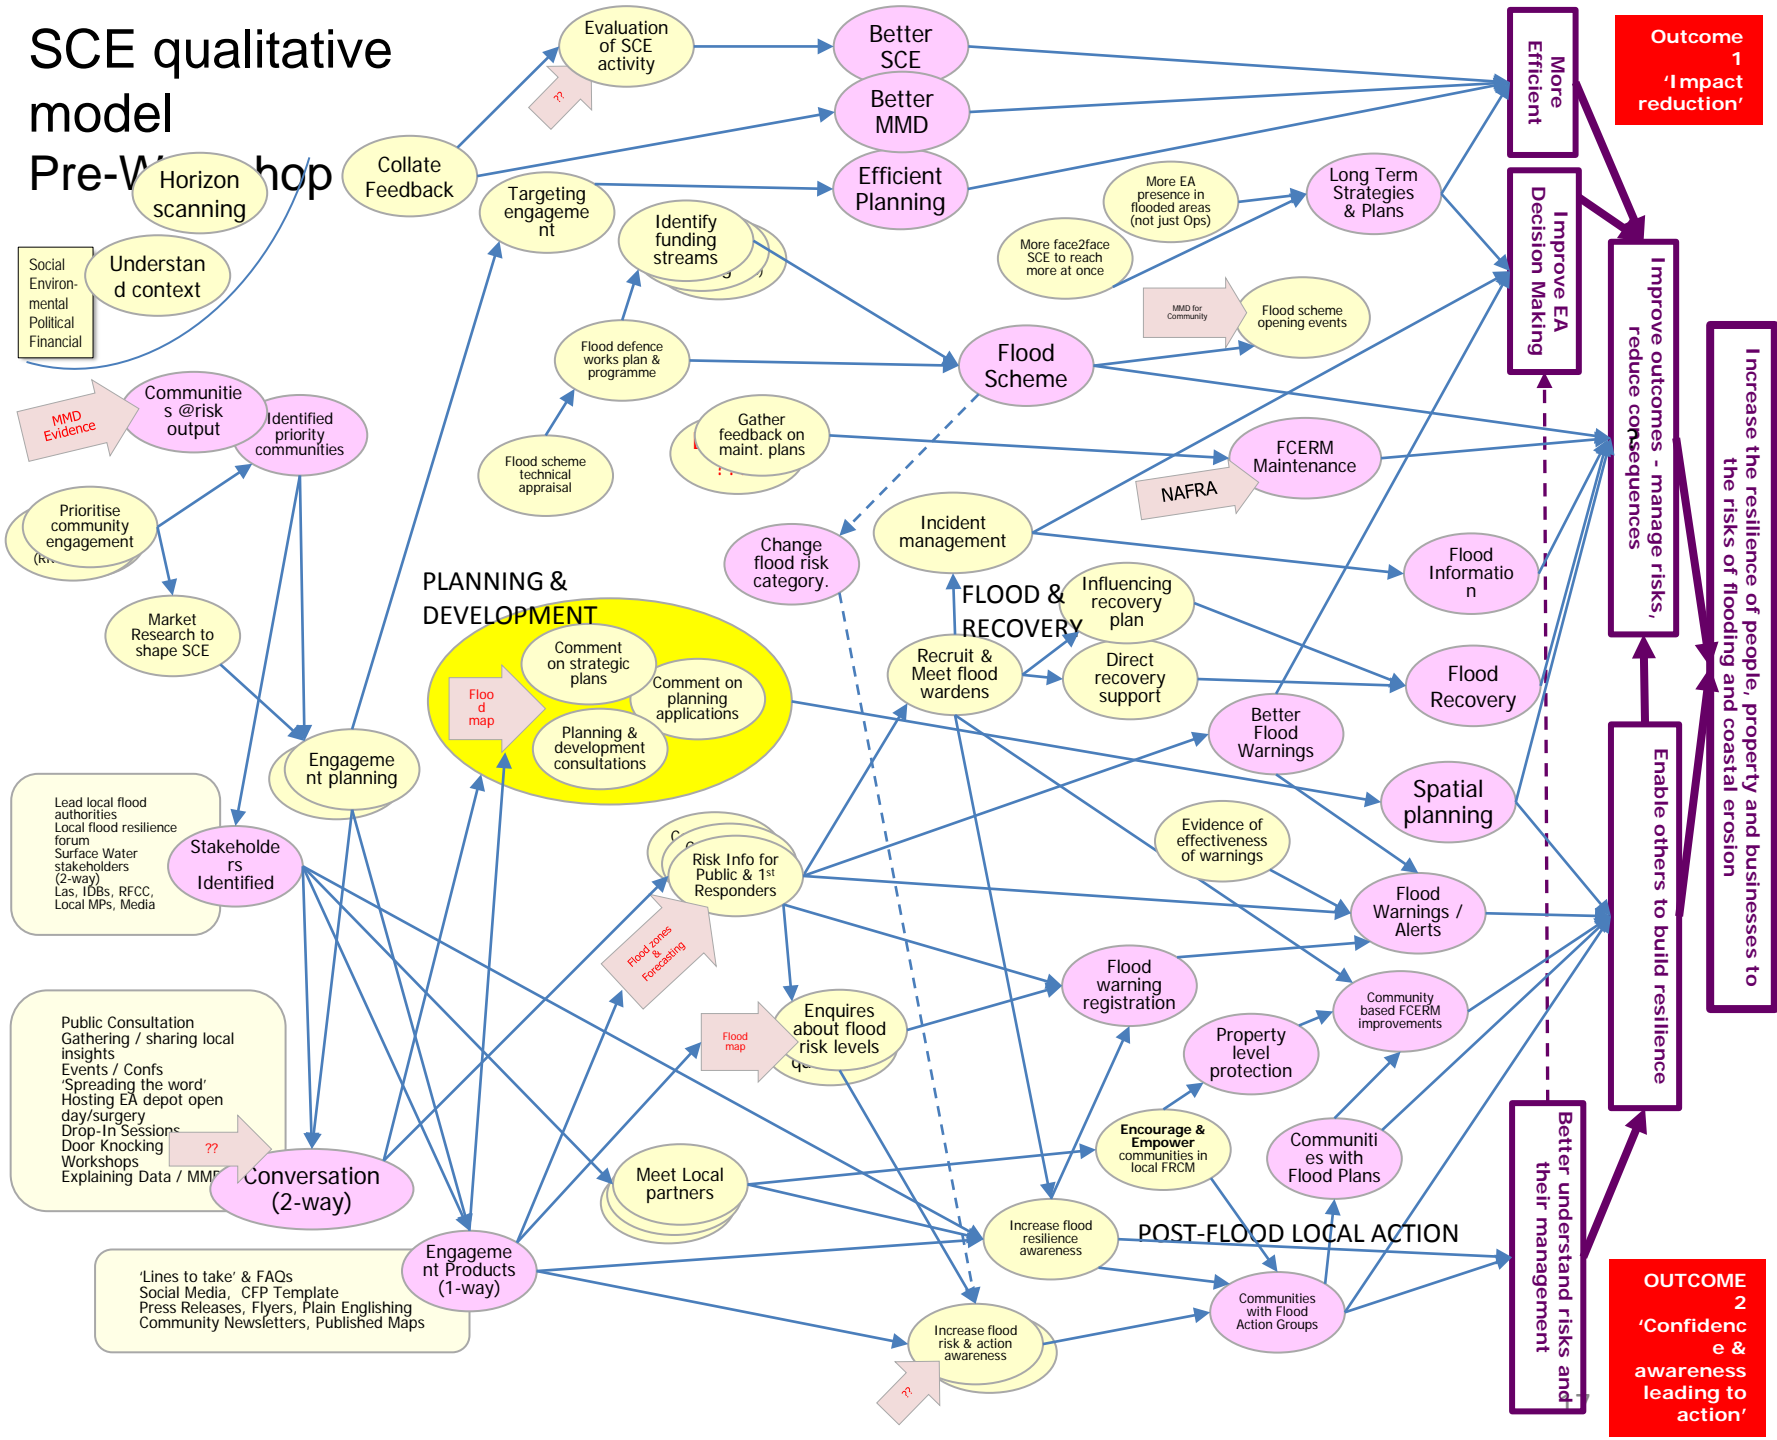 SCE qualitative
model
Pre-W hop
Horizon
scanning
Understan
d context
Social
Environ-
mental
Political
Financial
Collate
Feedback
Evaluation
of SCE
activity
??
Targeting
engageme
nt
Identify
funding
streams
Better
SCE
Better
MMD
Efficient
Planning
More EA
presence in
flooded areas
(not just Ops)
More face2face
SCE to reach
more at once
Long Term
Strategies
& Plans
MMD for
Community
Flood scheme
opening events
More
Efficient
Improve EA
Decision Making
Outcome
1
‘Impact
reduction’
MMD
Evidence
Communitie
s @risk
output
Identified
priority
communities
Flood defence
works plan &
programme
Flood scheme
technical
appraisal
Flood
Scheme
Gather
feedback on
maint. plans
FCERM
Maintenance
NAFRA
Prioritise
community
engagement
Market
Research to
shape SCE
Change
flood risk
category.
Incident
management
Flood
Informatio
n
Improve outcomes - manage risks,
reduce consequences
Increase the resilience of people, property and businesses to
the risks of flooding and coastal erosion
PLANNING &
DEVELOPMENT
Comment
on strategic
plans
Comment on
planning
applications
Planning &
development
consultations
Floo
d
map
FLOOD &
RECOVERY
Influencing
recovery
plan
Recruit &
Meet flood
wardens
Direct
recovery
support
Flood
Recovery
Better
Flood
Warnings
Spatial
planning
Engageme
nt planning
Lead local flood
authorities
Local flood resilience
forum
Surface Water
stakeholders
(2-way)
Las, IDBs, RFCC,
Local MPs, Media
Stakeholde
rs
Identified
Risk Info for
Public & 1st
Responders
Flood zones
&
Forecasting
Evidence of
effectiveness
of warnings
Flood
Warnings /
Alerts
Enable others to build resilience
Flood
map
Enquires
about flood
risk levels
Flood
warning
registration
Community
based FCERM
improvements
Property
level
protection
Public Consultation
Gathering / sharing local
insights
Events / Confs
‘Spreading the word’
Hosting EA depot open
day/surgery
Drop-In Sessions
Door Knocking
Workshops
Explaining Data / MMD
??
Conversation
(2-way)
Meet Local
partners
Encourage &
Empower
communities in
local FRCM
Communiti
es with
Flood Plans
Better understand risks and
their management
Increase flood
resilience
awareness
POST-FLOOD LOCAL ACTION
Engageme
nt Products
(1-way)
‘Lines to take’ & FAQs
Social Media, CFP Template
Press Releases, Flyers, Plain Englishing
Community Newsletters, Published Maps
Communities
with Flood
Action Groups
Increase flood
risk & action
awareness
??
OUTCOME
2
‘Confidenc
e &
awareness
leading to
action’